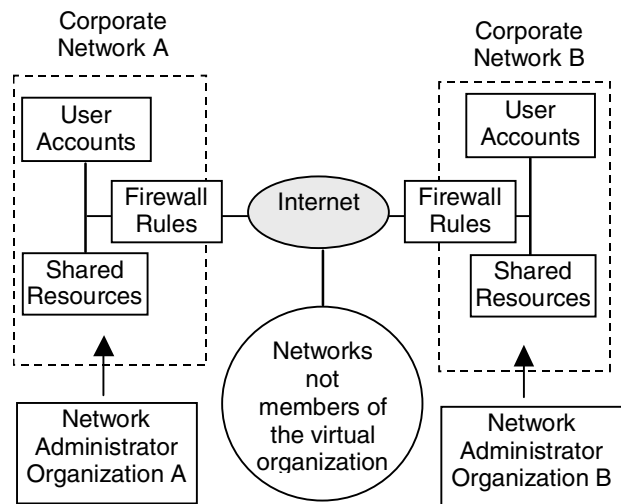 Corporate
Network A
Corporate
Network B
User
Accounts
User
Accounts
Firewall
Rules
Internet
Firewall
Rules
Shared
Resources
Shared
Resources
Networks
not
members of
the virtual
organization
Network
Administrator
Organization A
Network
Administrator
Organization B